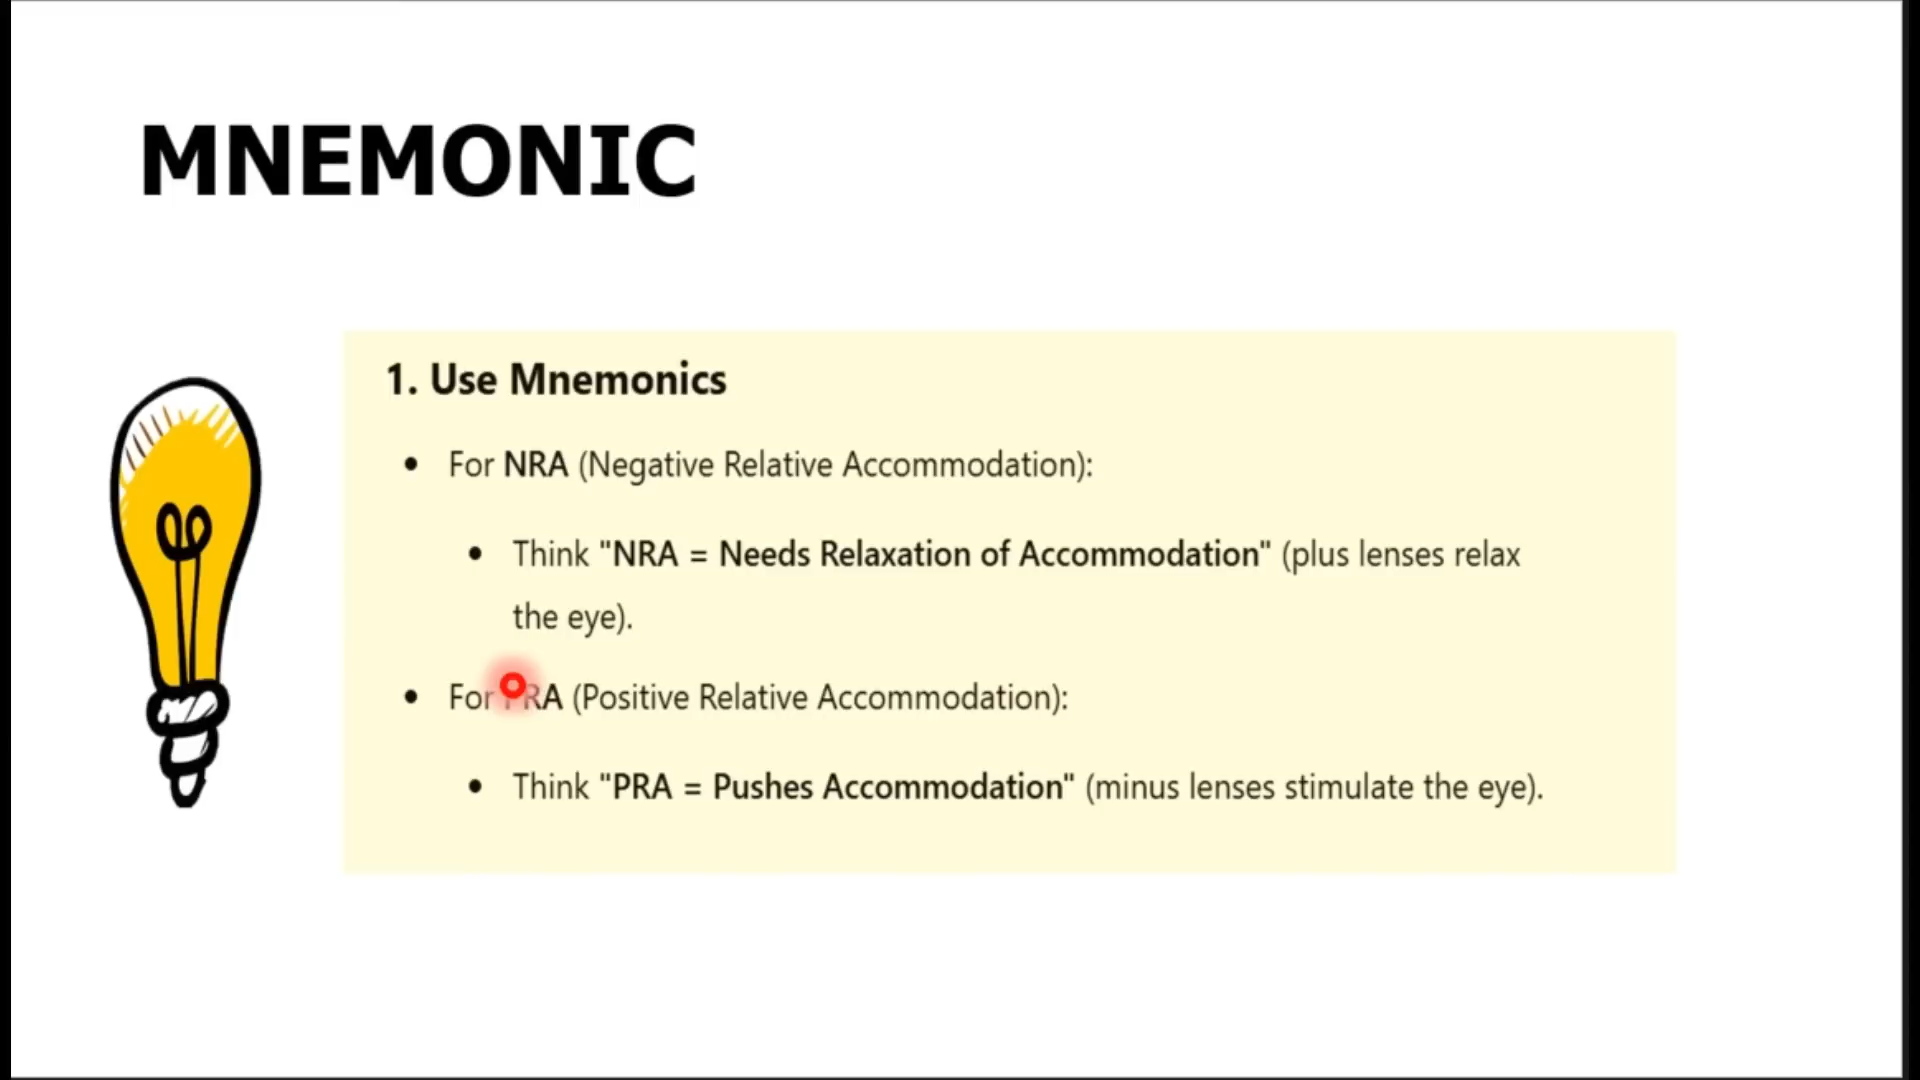 MNEMONIC
1. Use Mnemonics
• For NRA (Negative Relative Accommodation):
• Think "NRA = Needs Relaxation of Accommodation" (plus lenses relax
the eye).
• For PRA (Positive Relative Accommodation):
• Think "PRA = Pushes Accommodation" (minus lenses stimulate the eye).